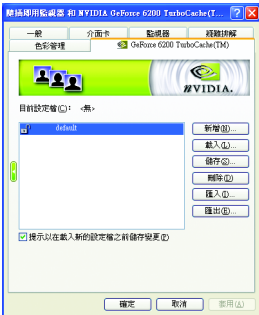 隨插即用監視器 和 NVIDIA GeForce 6200 TurboCache(T...
一般 介面卡 監視器 疑難排解
色彩管理 GeForce 6200 TurboCache(TM)
NVIDIA.
目前設定檔(C): <無>
default
新增(N)...
載入(L)...
儲存(S)...
刪除(D)
匯入(I)...
匯出(E)...
提示以在載入新的設定檔之前儲存變更(P)
確定 取消 套用(A)